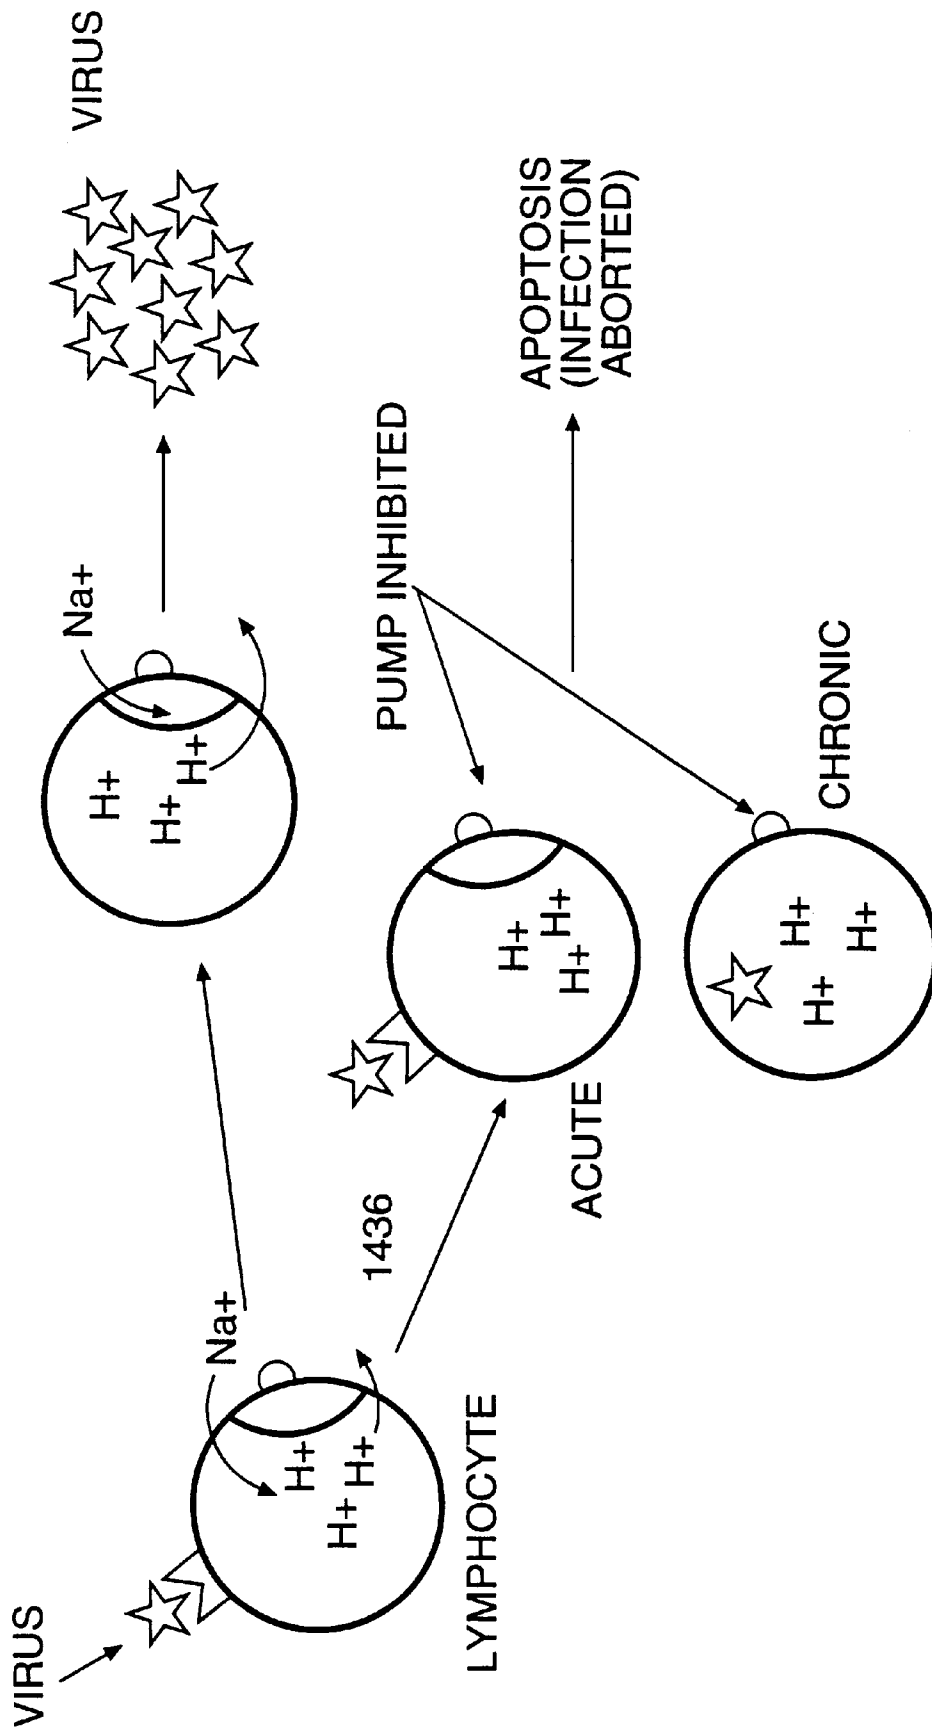 VIRUS
Na+
H+
H+
H+
LYMPHOCYTE
1436
Na+
H+
H+
H+
VIRUS
ACUTE
H+
H+
H+
PUMP INHIBITED
H+
H+
H+
CHRONIC
APOPTOSIS
(INFECTION
ABORTED)